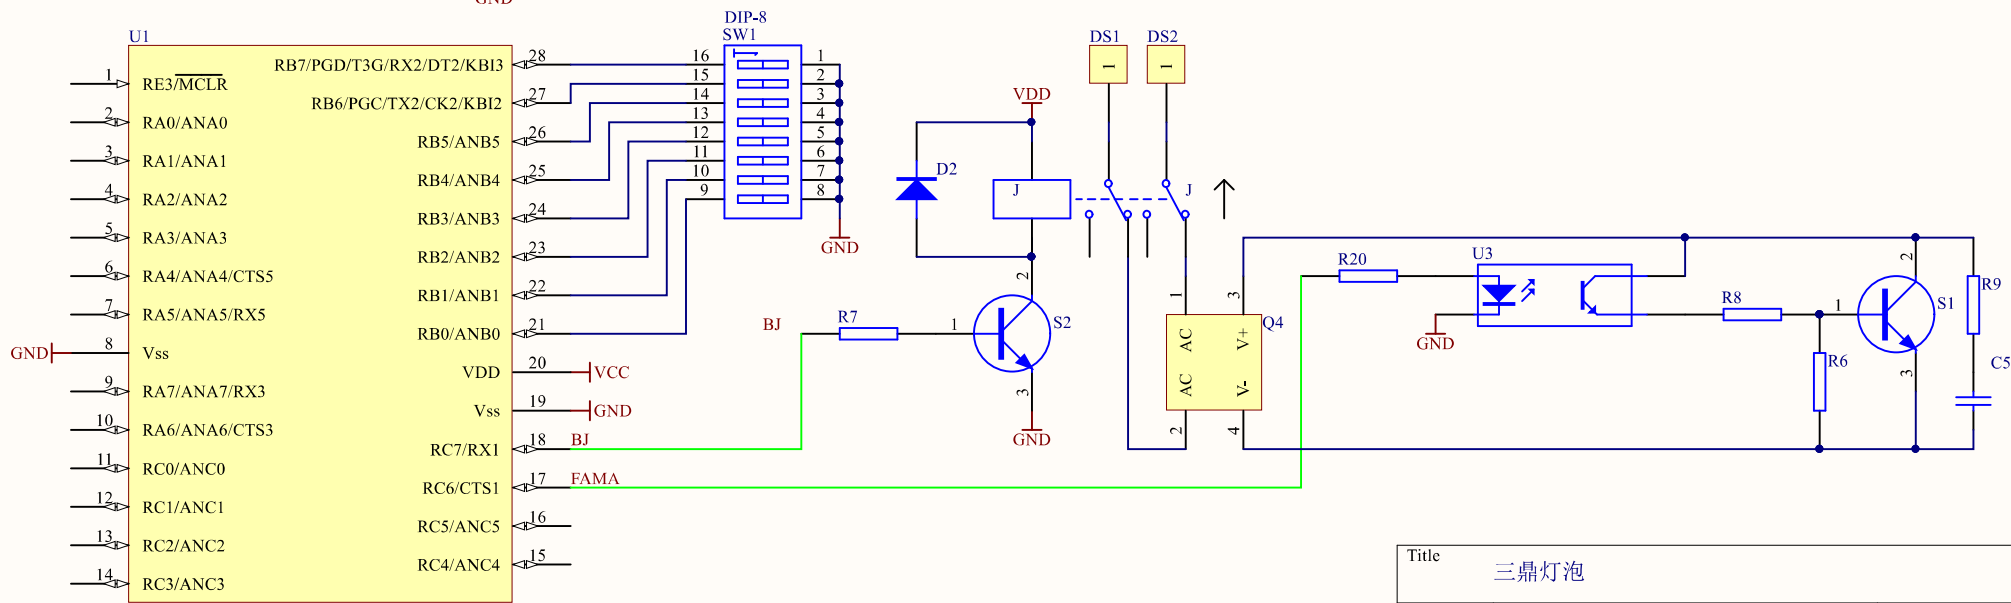 GND
U1
1 RE3/MCLR
2 RA0/ANA0
3 RA1/ANA1
4 RA2/ANA2
5 RA3/ANA3
6 RA4/ANA4/CTS5
7 RA5/ANA5/RX5
GND 8 Vss
9 RA7/ANA7/RX3
10 RA6/ANA6/CTS3
11 RC0/ANC0
12 RC1/ANC1
13 RC2/ANC2
14 RC3/ANC3
RB7/PGD/T3G/RX2/DT2/KBI3 28
RB6/PGC/TX2/CK2/KBI2 27
RB5/ANB5 26
RB4/ANB4 25
RB3/ANB3 24
RB2/ANB2 23
RB1/ANB1 22
RB0/ANB0 21
VDD 20 VCC
Vss 19 GND
RC7/RX1 18 BJ
RC6/CTS1 17 FAMA
RC5/ANC5 16
RC4/ANC4 15
DIP-8
SW1
16 1
15 2
14 3
13 4
12 5
11 6
10 7
9 8
GND
BJ
R7
VDD
D2
J
2
1
S2
3
GND
DS1
1
DS2
1
J
1
3
Q4
AC
V+
AC
V-
2
4
R20
U3
GND
R8
R6
1
2
S1
3
R9
C5
Title
三鼎灯泡